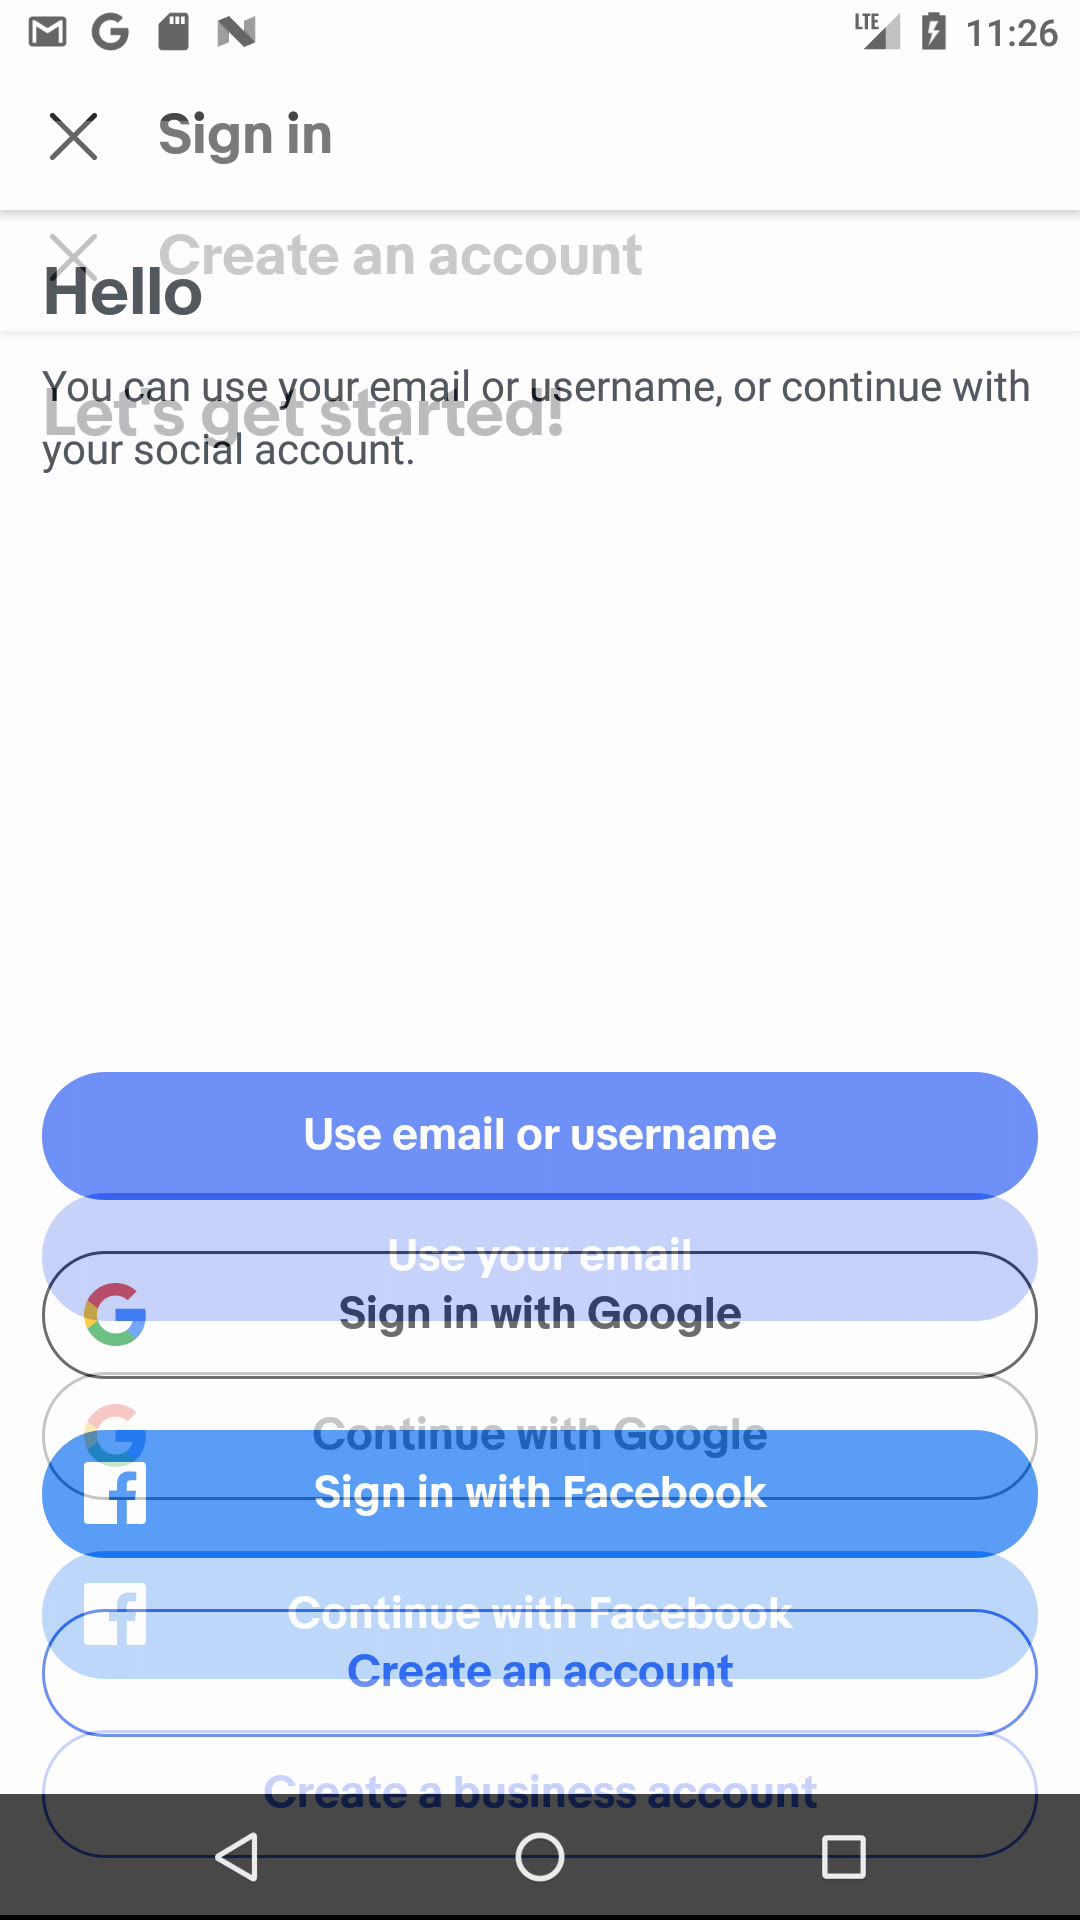 LTE 11:26
Sign in
Create an account
Hello
You can use your email or username, or continue with
Let's get started!
your social account.
Use email or username
Use your email
Sign in with Google
Continue with Google
Sign in with Facebook
Continue with Facebook
Create an account
Create a business account